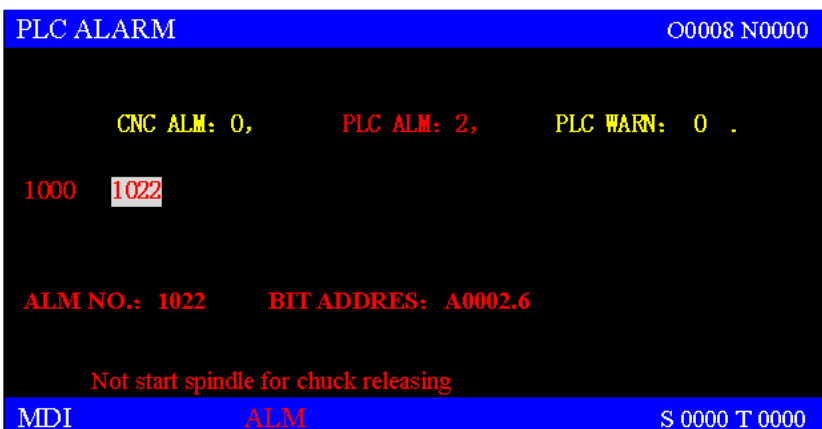 PLC ALARM O0008 N0000
CNC ALM：0, PLC ALM：2, PLC WARN： 0 .
1000 1022
ALM NO.：1022 BIT ADDRES：A0002.6
Not start spindle for chuck releasing
MDI ALM S 0000 T 0000